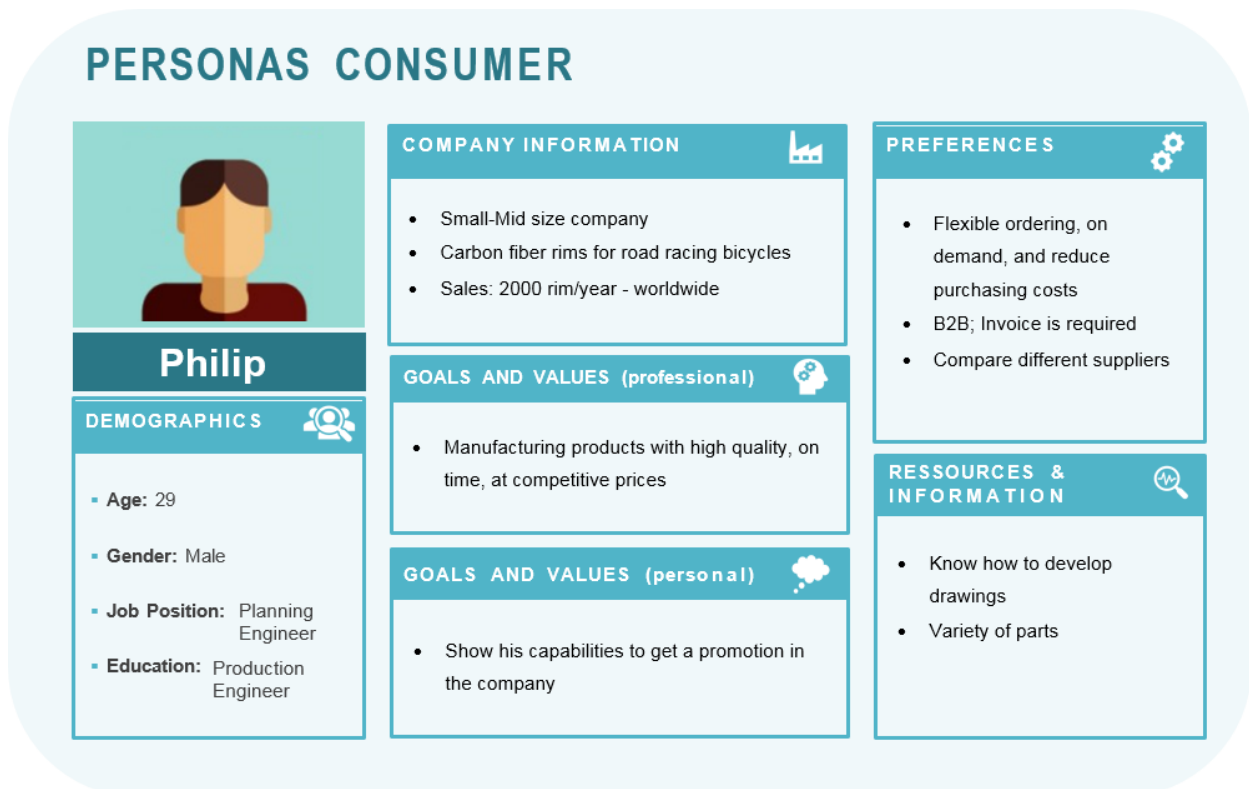 PERSONAS CONSUMER
Philip
DEMOGRAPHICS
Age: 29
Gender: Male
Job Position: Planning
Engineer
Education: Production
Engineer
COMPANY INFORMATION
• Small-Mid size company
• Carbon fiber rims for road racing bicycles
• Sales: 2000 rim/year - worldwide
GOALS AND VALUES (professional)
• Manufacturing products with high quality, on
time, at competitive prices
GOALS AND VALUES (personal)
• Show his capabilities to get a promotion in
the company
PREFERENCES
• Flexible ordering, on
demand, and reduce
purchasing costs
• B2B; Invoice is required
• Compare different suppliers
RESSOURCES &
INFORMATION
• Know how to develop
drawings
• Variety of parts